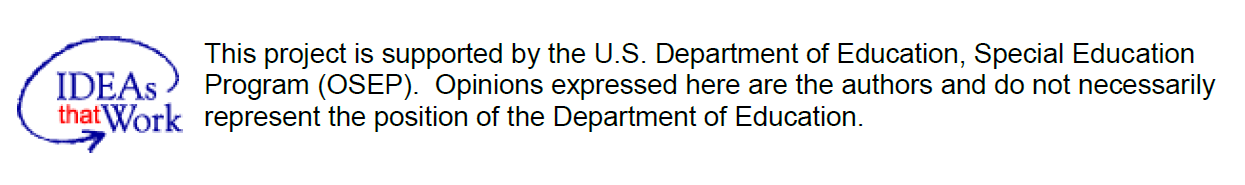 IDEAs
that Work
This project is supported by the U.S. Department of Education, Special Education
Program (OSEP).  Opinions expressed here are the authors and do not necessarily
represent the position of the Department of Education.